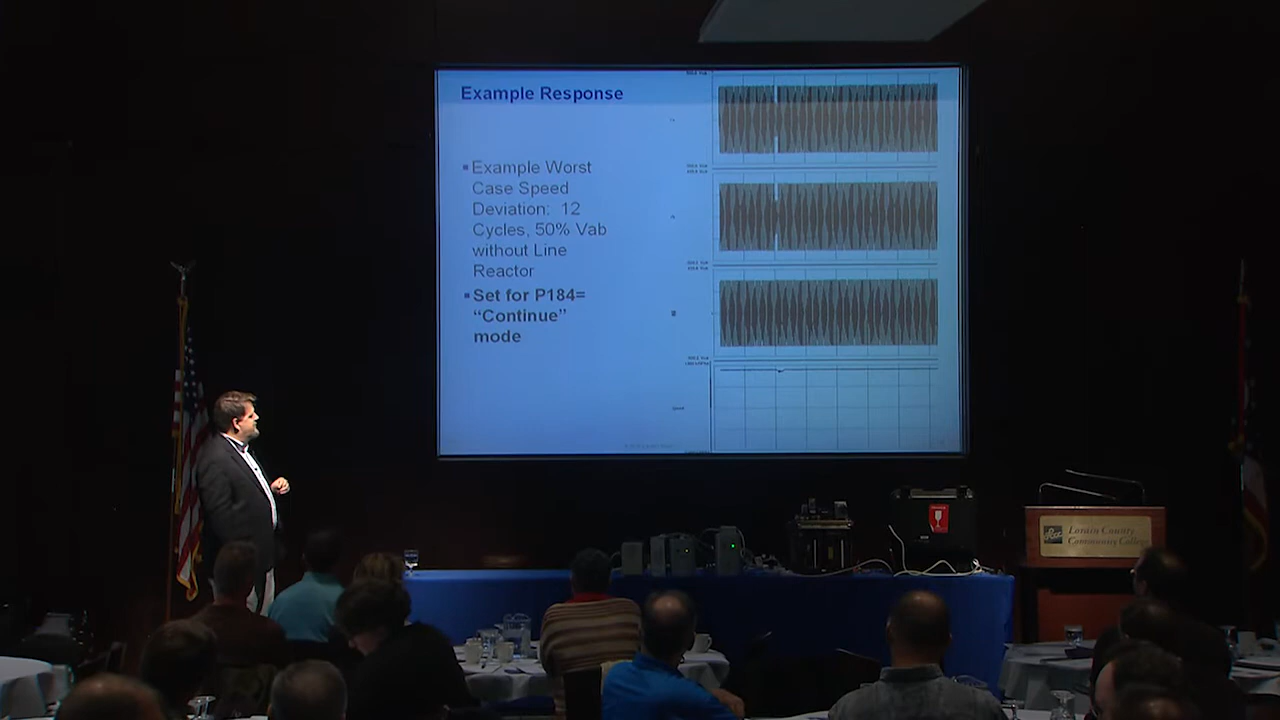 Example Response
▪Example Worst
Case Speed
Deviation: 12
Cycles, 50% Vab
without Line
Reactor
▪Set for P184=
“Continue”
mode
Lorain County
Community College